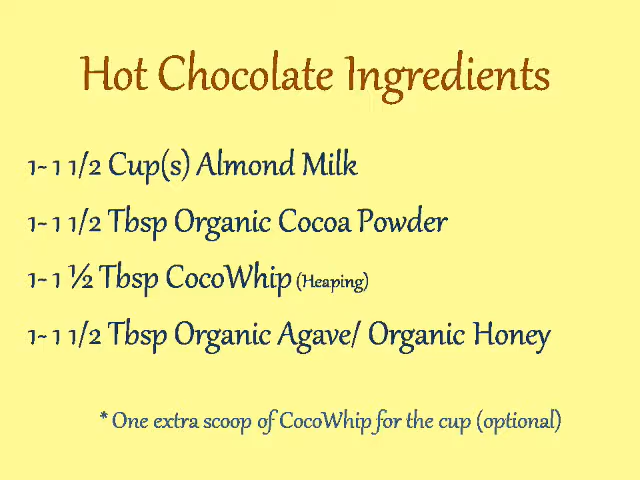 Hot Chocolate Ingredients
1- 1 1/2 Cup(s) Almond Milk
1- 1 1/2 Tbsp Organic Cocoa Powder
1- 1 ½ Tbsp CocoWhip (Heaping)
1- 1 1/2 Tbsp Organic Agave/ Organic Honey
* One extra scoop of CocoWhip for the cup (optional)